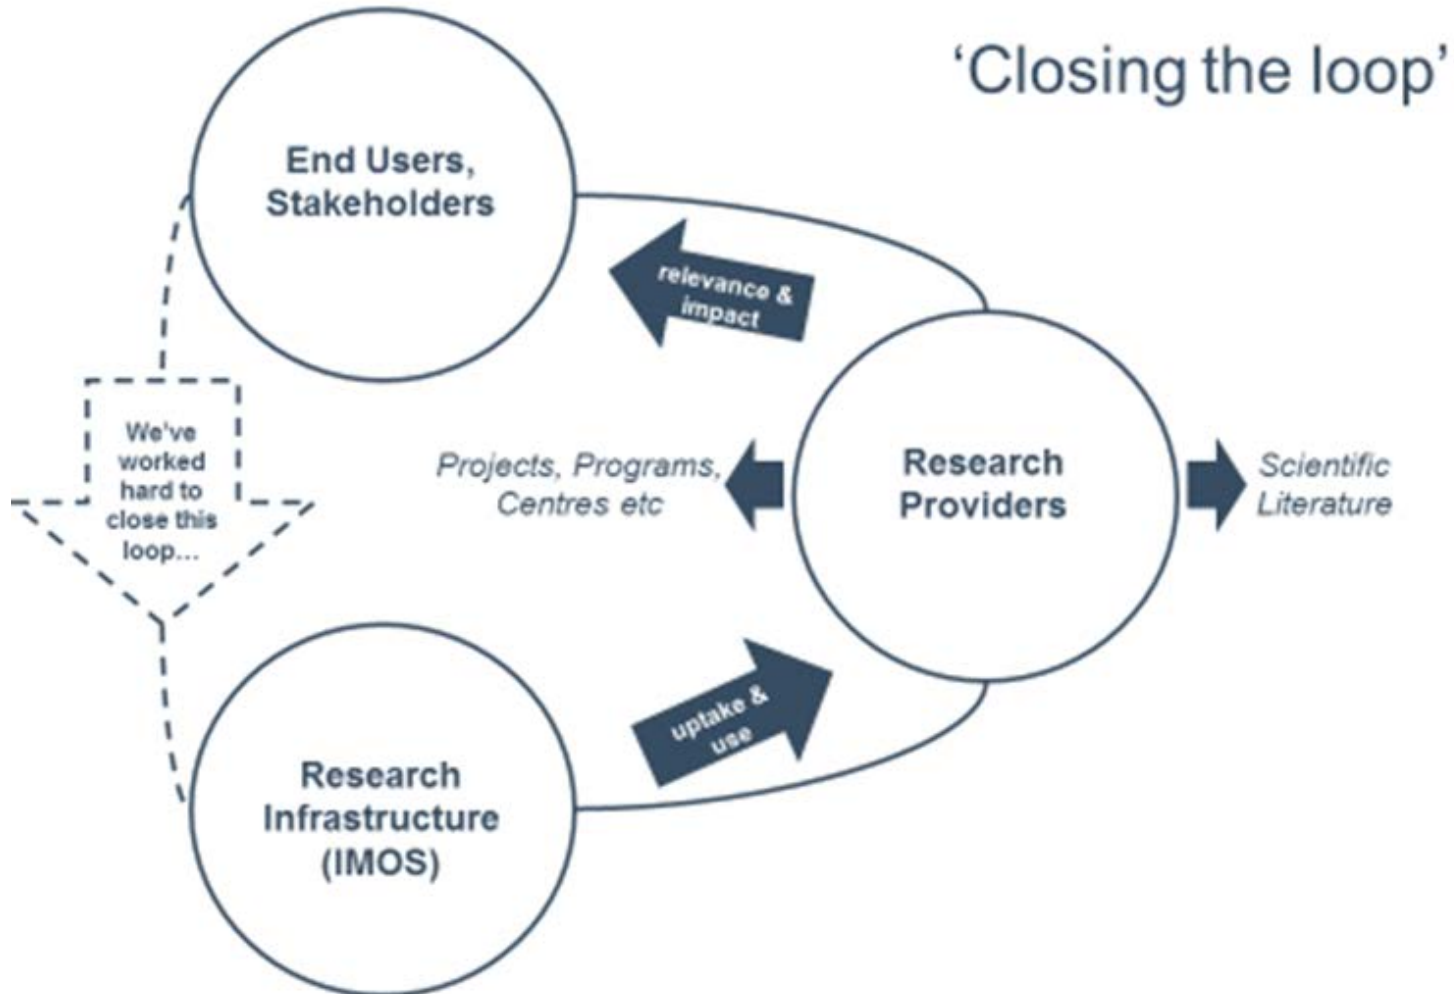 ‘Closing the loop’
End Users,
Stakeholders
relevance &
impact
We've
worked
hard to
close this
loop...
Projects, Programs,
Centres etc
Research
Providers
Scientific
Literature
uptake &
use
Research
Infrastructure
(IMOS)